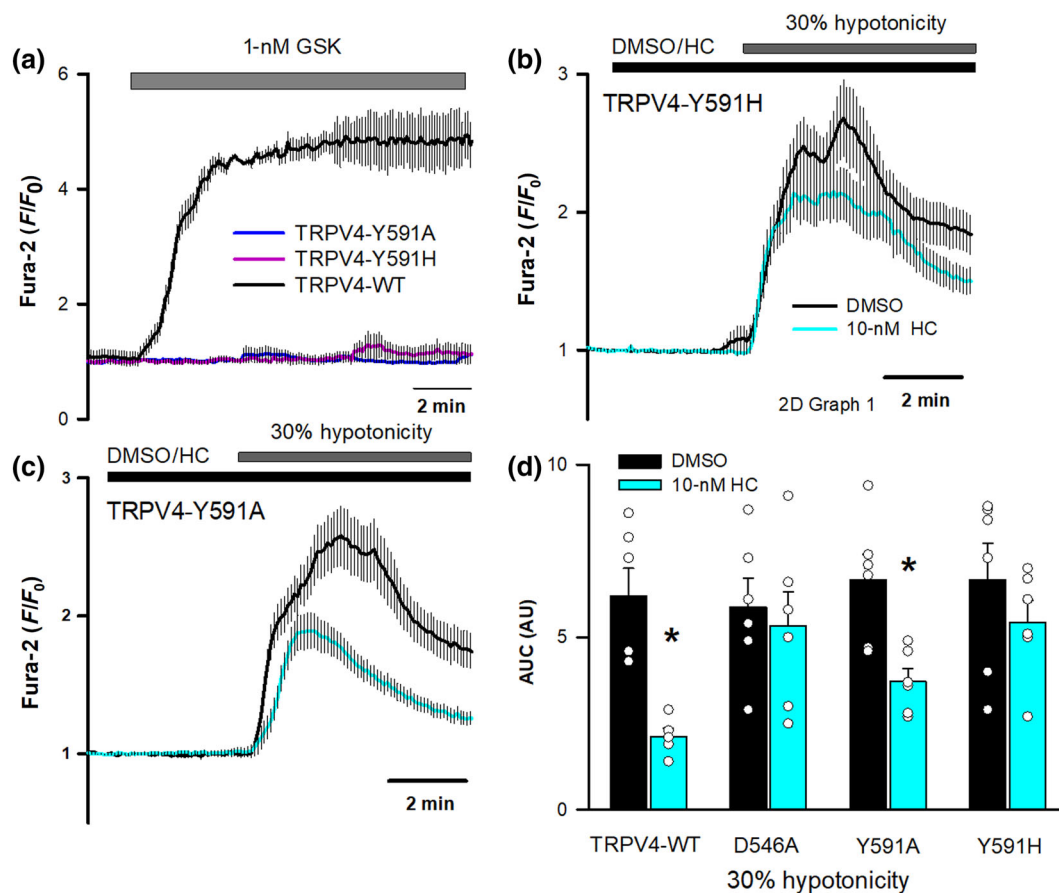 (a)
1-nM GSK
6
4
2
0
Fura-2 (F/F0)
TRPV4-Y591A
TRPV4-Y591H
TRPV4-WT
2 min
(b)
30% hypotonicity
DMSO/HC
TRPV4-Y591H
3
2
1
Fura-2 (F/F0)
DMSO
10-nM HC
2D Graph 1
2 min
(c)
30% hypotonicity
DMSO/HC
TRPV4-Y591A
3
2
1
Fura-2 (F/F0)
2 min
(d)
DMSO
10-nM HC
10
5
0
AUC (AU)
*
*
TRPV4-WT D546A Y591A Y591H
30% hypotonicity